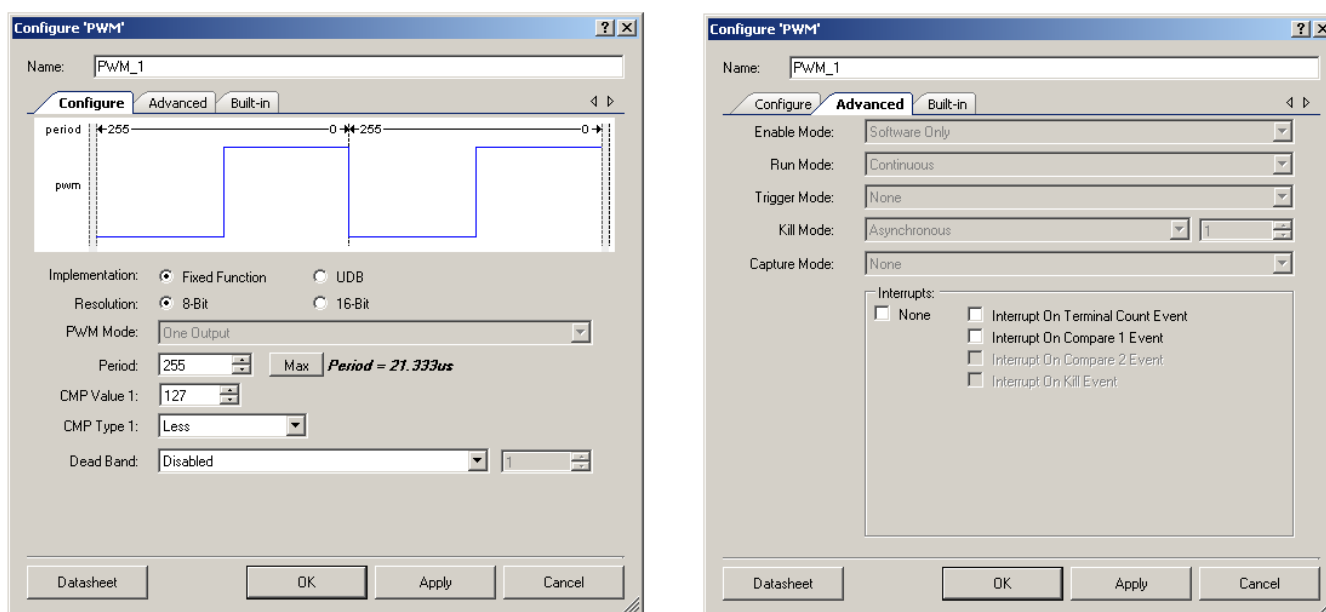 Configure 'PWM'
Name: PWM_1
Configure Advanced Built-in
period 255 0 255 0
pwm
Implementation: Fixed Function UDB
Resolution: 8-Bit 16-Bit
PWM Mode: One Output
Period: 255 Max Period = 21.333us
CMP Value 1: 127
CMP Type 1: Less
Dead Band: Disabled 1
Datasheet OK Apply Cancel
Configure 'PWM'
Name: PWM_1
Configure Advanced Built-in
Enable Mode: Software Only
Run Mode: Continuous
Trigger Mode: None
Kill Mode: Asynchronous 1
Capture Mode: None
Interrupts:
None Interrupt On Terminal Count Event
Interrupt On Compare 1 Event
Interrupt On Compare 2 Event
Interrupt On Kill Event
Datasheet OK Apply Cancel